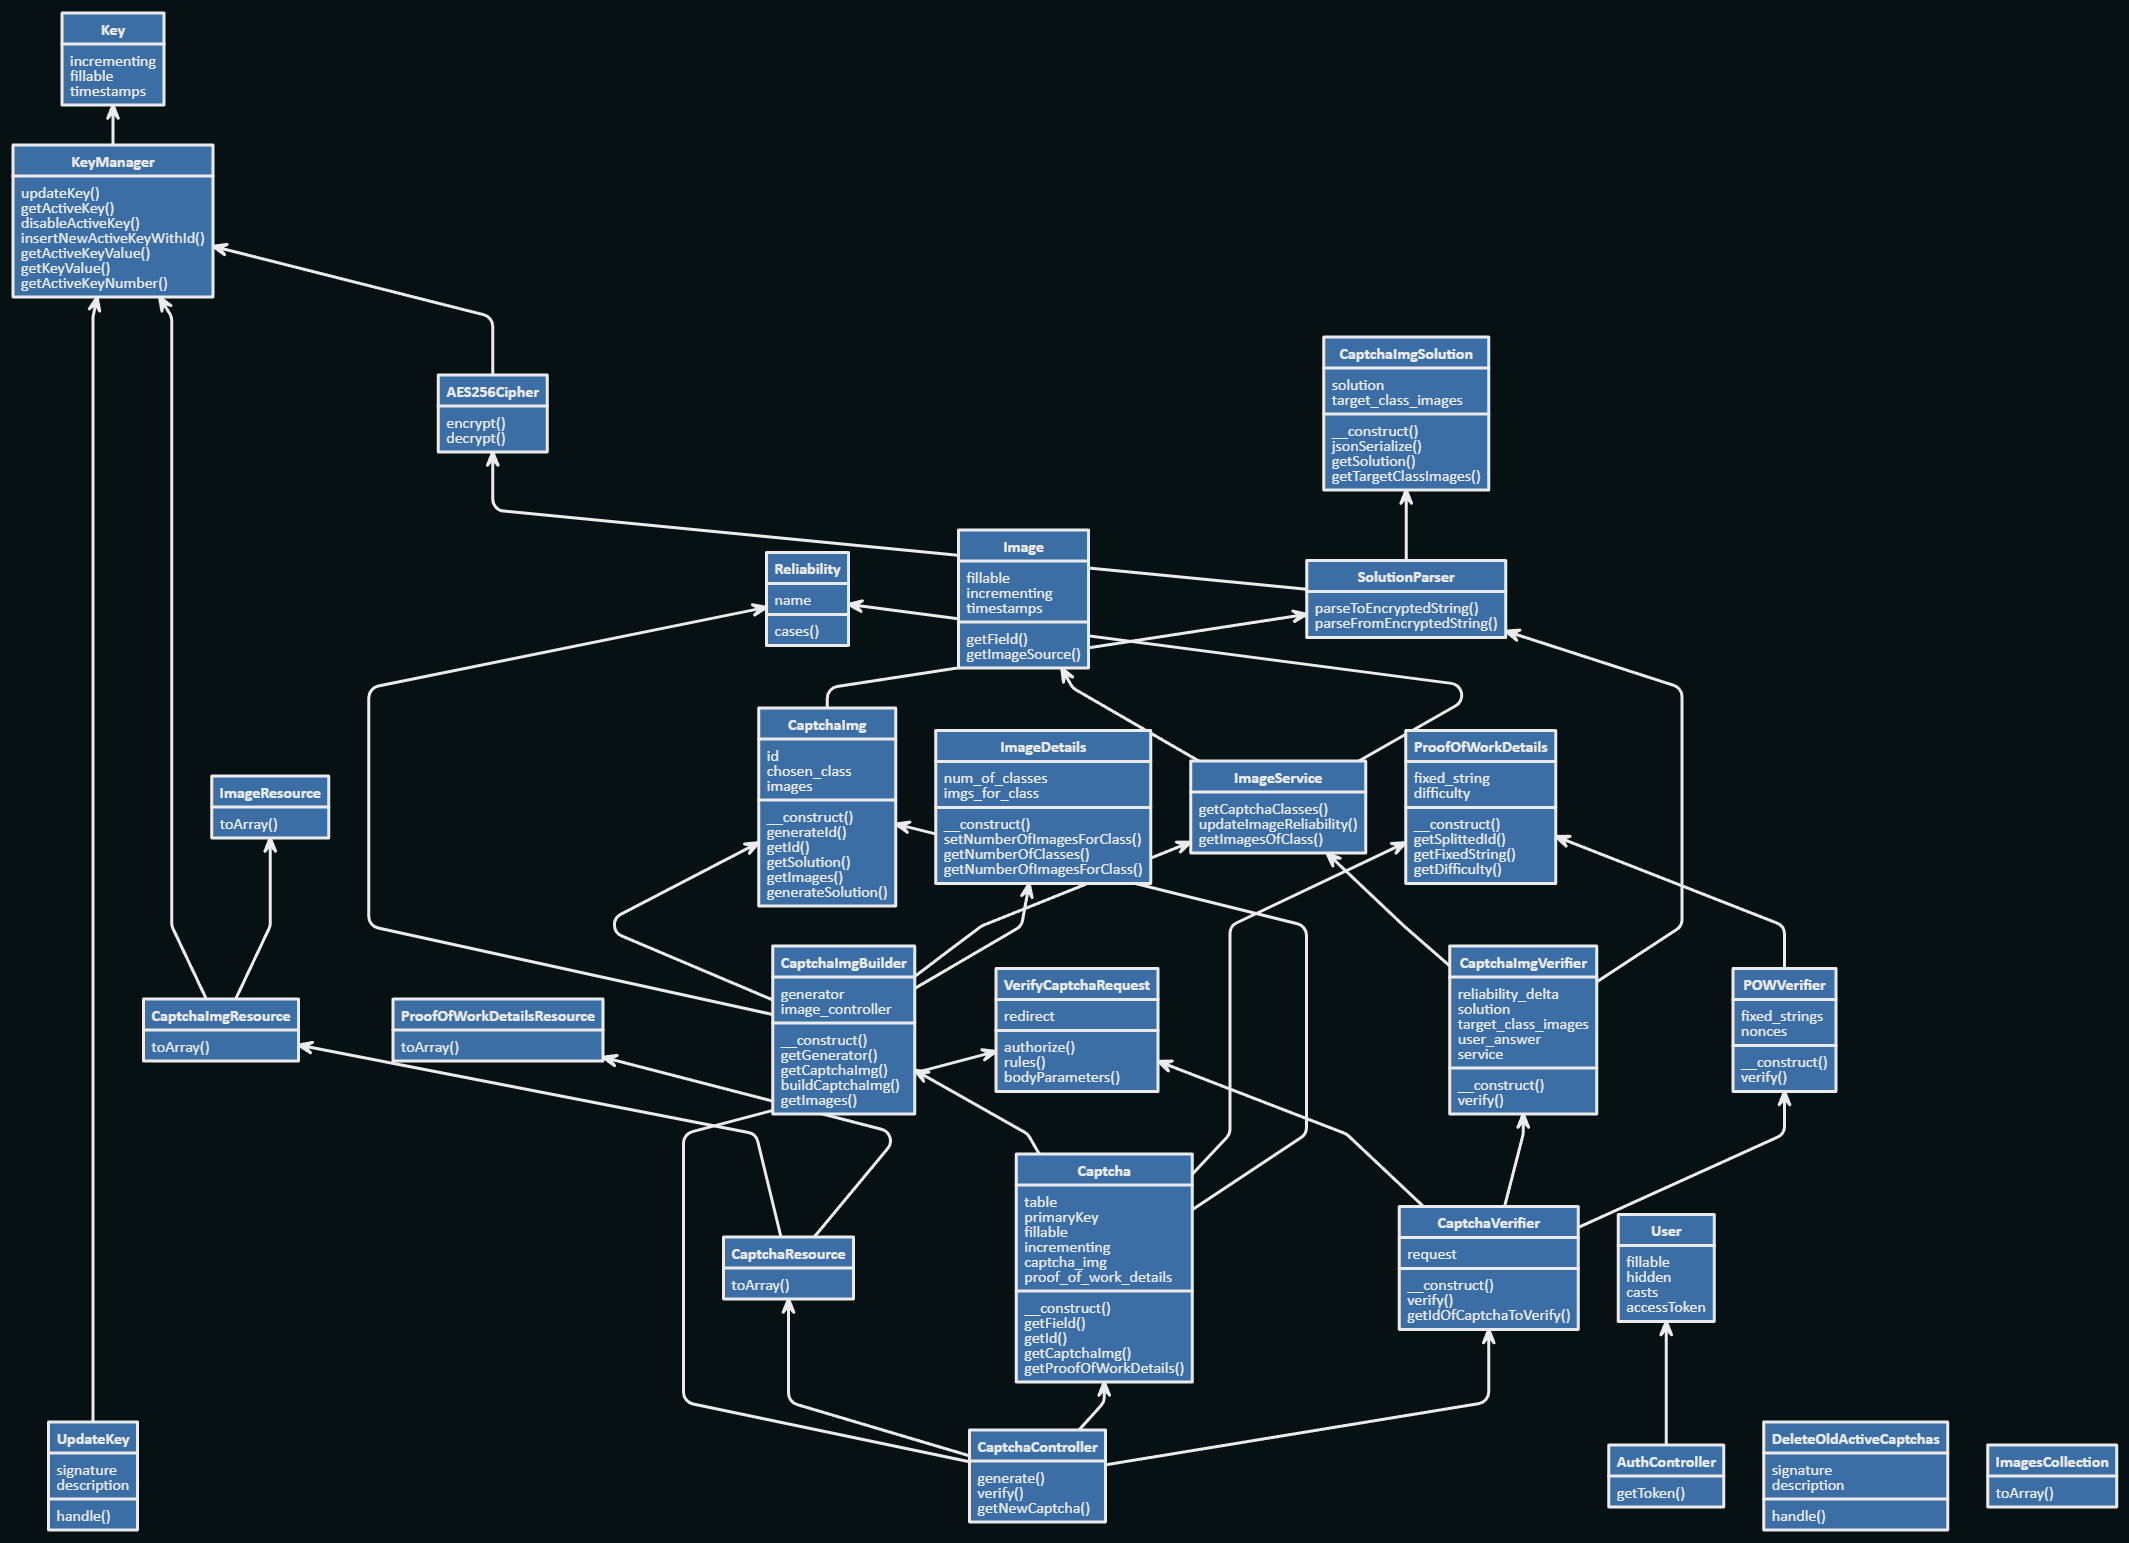 Key
incrementing
fillable
timestamps
KeyManager
updateKey()
getActiveKey()
disableActiveKey()
insertNewActiveKeyWithId()
getActiveKeyValue()
getKeyValue()
getActiveKeyNumber()
AES256Cipher
encrypt()
decrypt()
CaptchaImgSolution
solution
target_class_images
__construct()
jsonSerialize()
getSolution()
getTargetClassImages()
Image
fillable
incrementing
timestamps
getField()
getImageSource()
Reliability
name
cases()
SolutionParser
parseToEncryptedString()
parseFromEncryptedString()
CaptchaImg
id
chosen_class
images
__construct()
generateId()
getId()
getSolution()
getImages()
generateSolution()
ImageDetails
num_of_classes
imgs_for_class
__construct()
setNumberOfImagesForClass()
getNumberOfClasses()
getNumberOfImagesForClass()
ImageService
getCaptchaClasses()
updateImageReliability()
getImagesOfClass()
ProofOfWorkDetails
fixed_string
difficulty
__construct()
getSplittedId()
getFixedString()
getDifficulty()
ImageResource
toArray()
CaptchaImgBuilder
generator
image_controller
__construct()
getGenerator()
getCaptchaImg()
buildCaptchaImg()
getImages()
VerifyCaptchaRequest
redirect
authorize()
rules()
bodyParameters()
CaptchaImgVerifier
reliability_delta
solution
target_class_images
user_answer
service
__construct()
verify()
POWVerifier
fixed_strings
nonces
__construct()
verify()
CaptchaImgResource
toArray()
ProofOfWorkDetailsResource
toArray()
Captcha
table
primaryKey
fillable
incrementing
captcha_img
proof_of_work_details
__construct()
getField()
getId()
getCaptchaImg()
getProofOfWorkDetails()
CaptchaVerifier
request
__construct()
verify()
getIdOfCaptchaToVerify()
User
fillable
hidden
casts
accessToken
CaptchaResource
toArray()
UpdateKey
signature
description
handle()
CaptchaController
generate()
verify()
getNewCaptcha()
AuthController
getToken()
DeleteOldActiveCaptchas
signature
description
handle()
ImagesCollection
toArray()